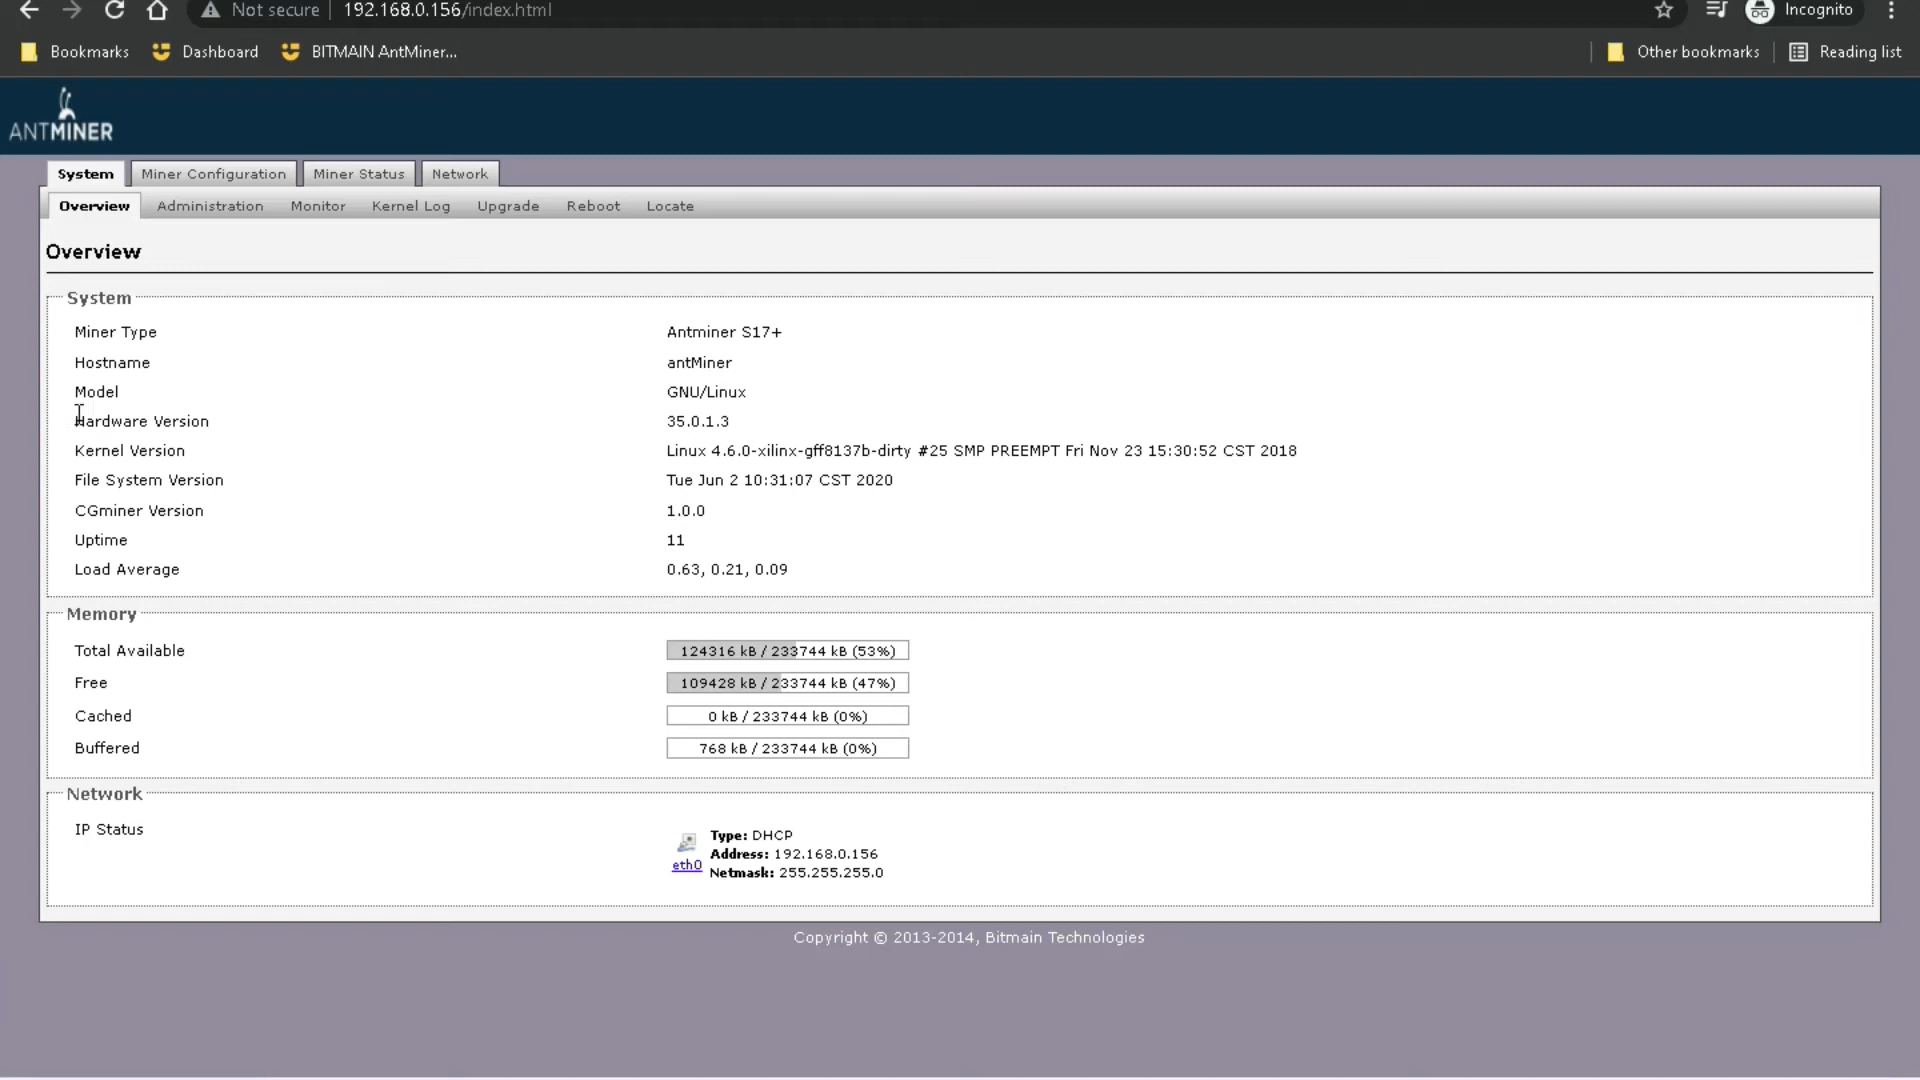 Not secure 192.168.0.156/index.html Incognito
Bookmarks Dashboard BITMAIN AntMiner... Other bookmarks Reading list
ANTMINER
System Miner Configuration Miner Status Network
Overview Administration Monitor Kernel Log Upgrade Reboot Locate
Overview
System
Miner Type Antminer S17+
Hostname antMiner
Model GNU/Linux
Hardware Version 35.0.1.3
Kernel Version Linux 4.6.0-xilinx-gff8137b-dirty #25 SMP PREEMPT Fri Nov 23 15:30:52 CST 2018
File System Version Tue Jun 2 10:31:07 CST 2020
CGminer Version 1.0.0
Uptime 11
Load Average 0.63, 0.21, 0.09
Memory
Total Available 124316 kB / 233744 kB (53%)
Free 109428 kB / 233744 kB (47%)
Cached 0 kB / 233744 kB (0%)
Buffered 768 kB / 233744 kB (0%)
Network
IP Status
Type: DHCP
Address: 192.168.0.156
eth0
Netmask: 255.255.255.0
Copyright © 2013-2014, Bitmain Technologies